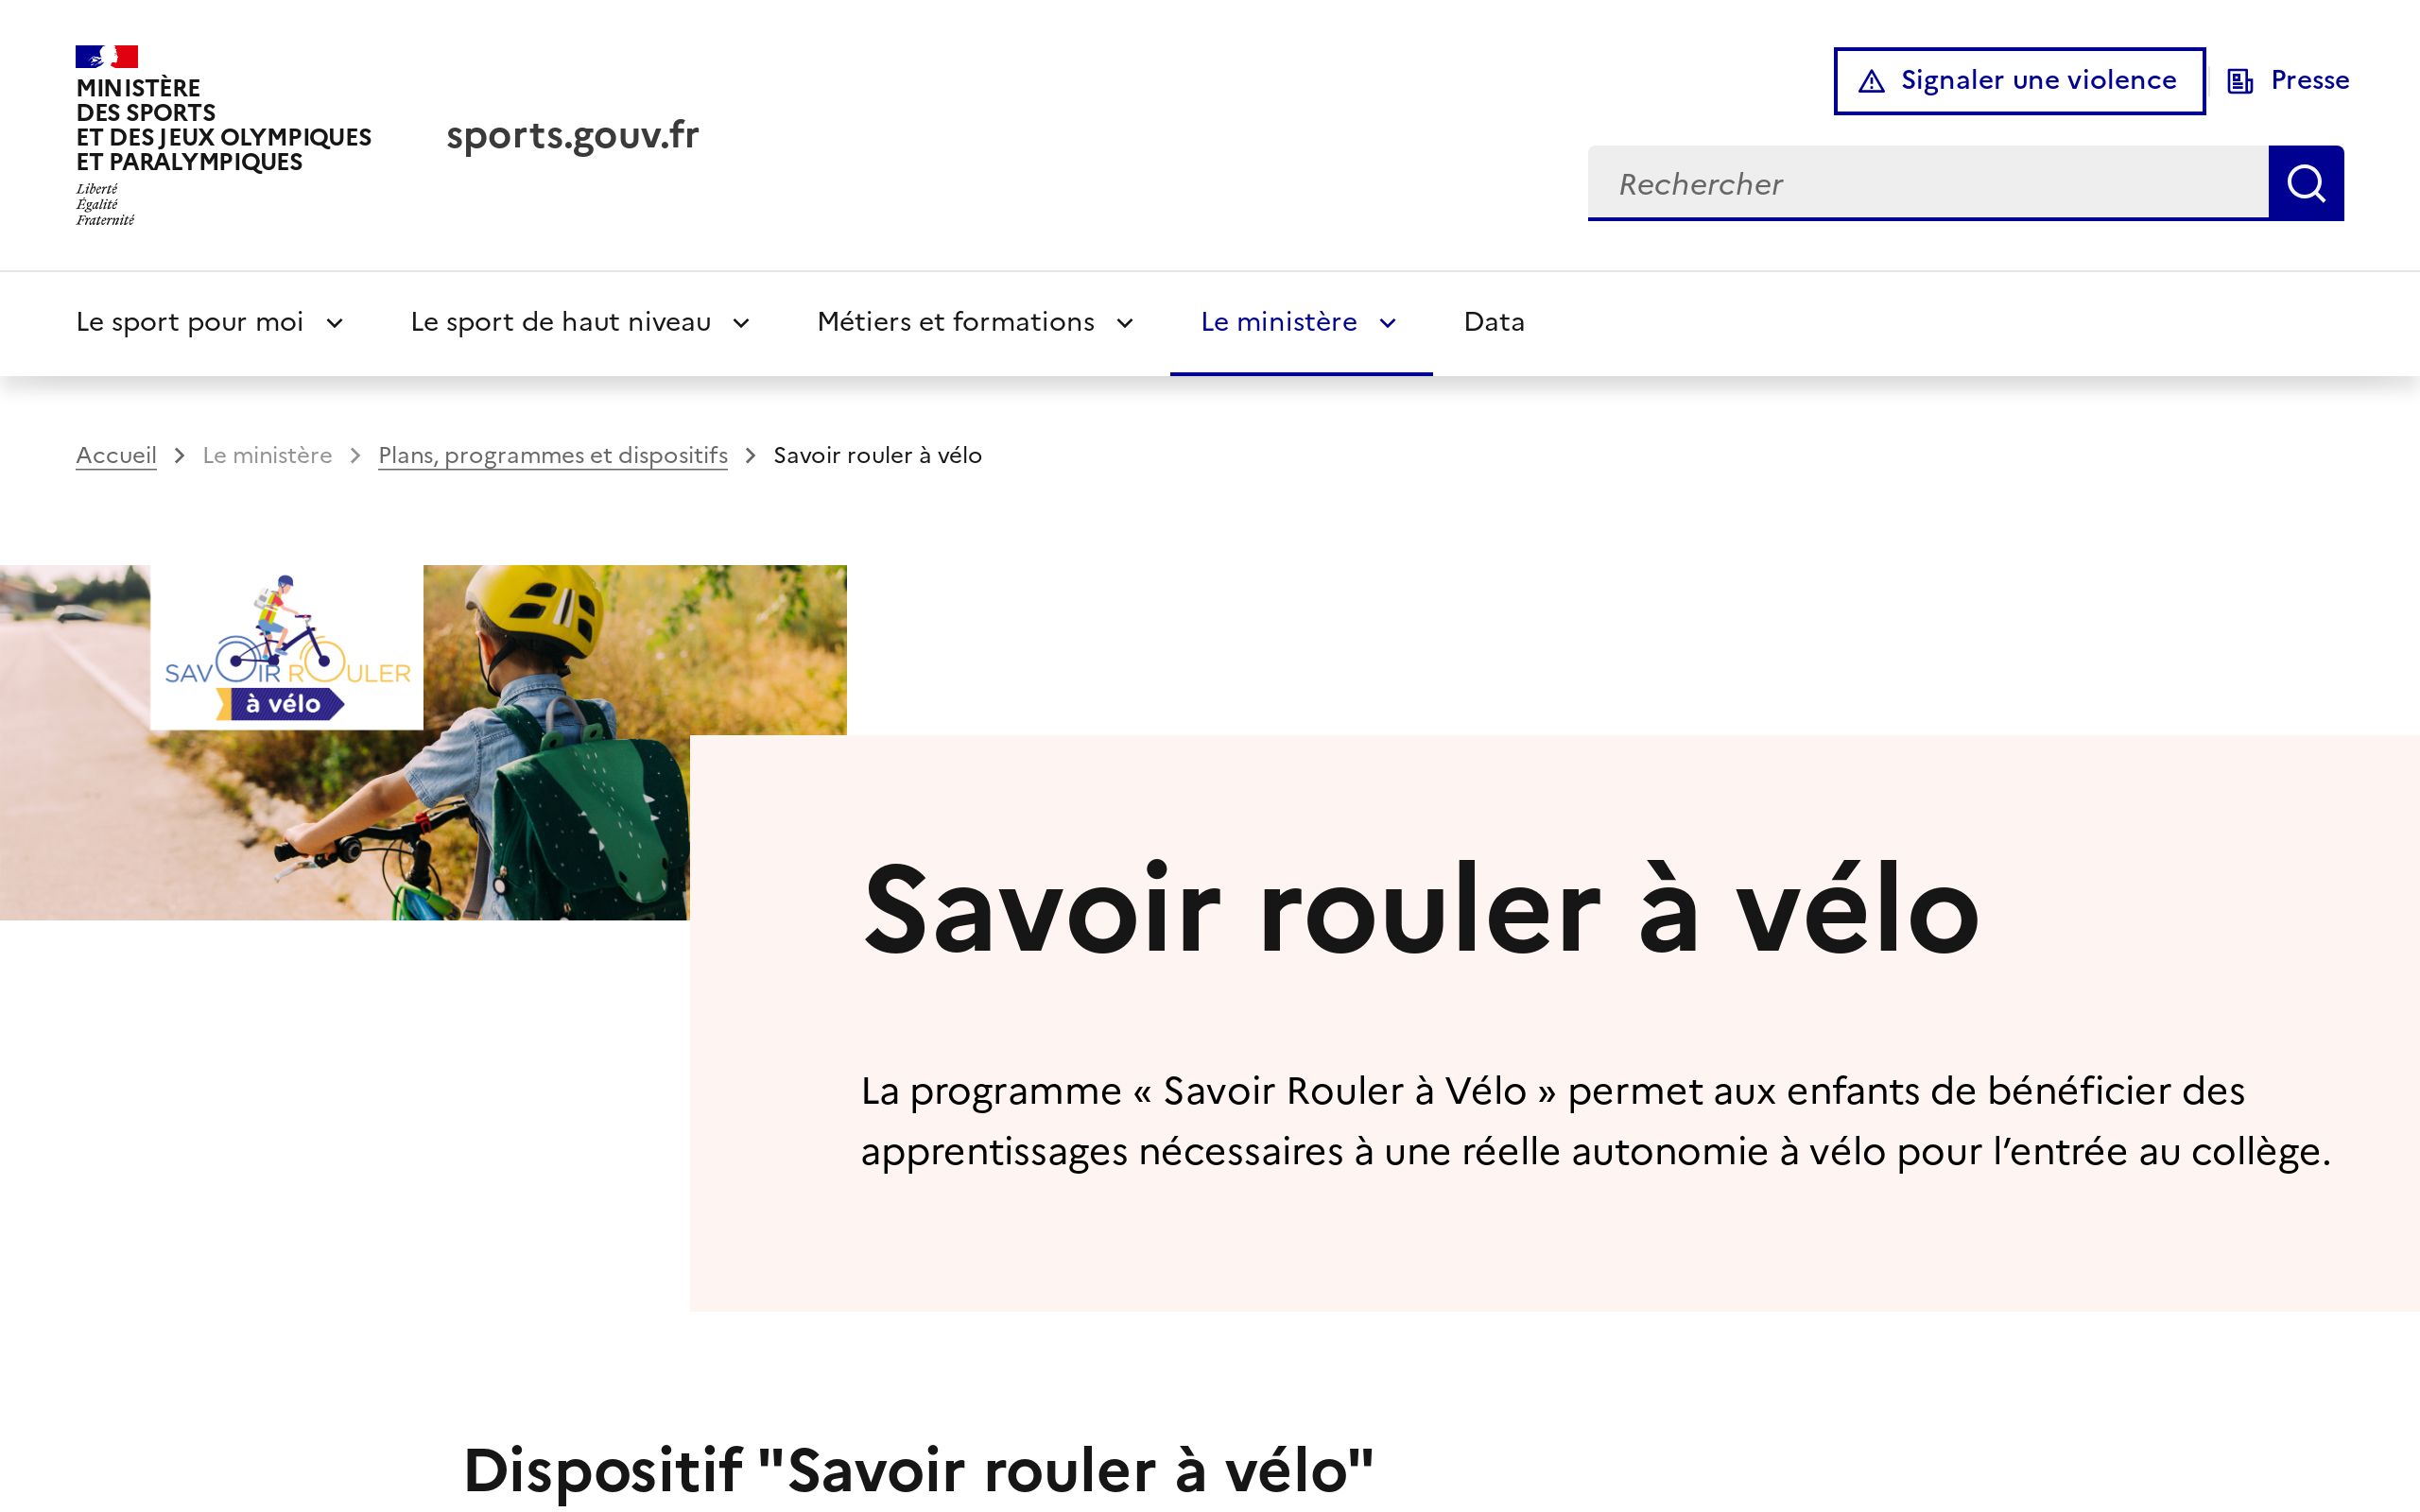 MINISTÈRE
DES SPORTS
ET DES JEUX OLYMPIQUES
ET PARALYMPIQUES
Liberté
Égalité
Fraternité
sports.gouv.fr
Signaler une violence
Presse
Rechercher
Le sport pour moi
Le sport de haut niveau
Métiers et formations
Le ministère
Data
Accueil > Le ministère > Plans, programmes et dispositifs > Savoir rouler à vélo
SAVOIR ROULER
à vélo
Savoir rouler à vélo
La programme « Savoir Rouler à Vélo » permet aux enfants de bénéficier des
apprentissages nécessaires à une réelle autonomie à vélo pour l’entrée au collège.
Dispositif "Savoir rouler à vélo"